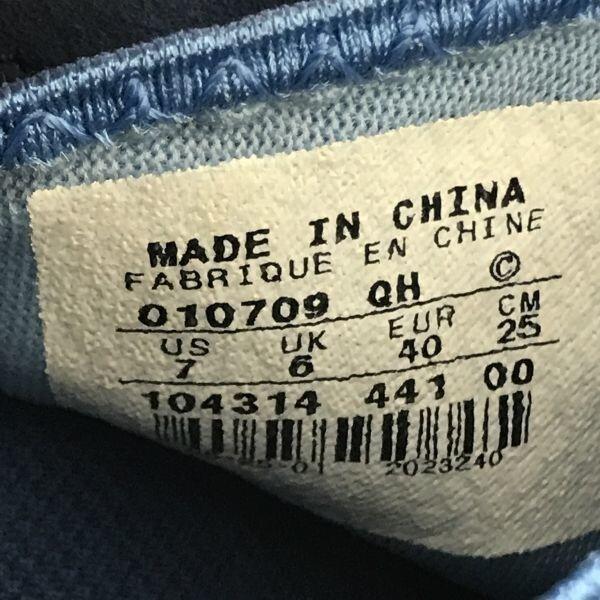 MADE IN CHINA
FABRIQUE EN CHINE
010709 QH ©
US UK EUR CM
7 6 40 25
104314 441 00
2023240